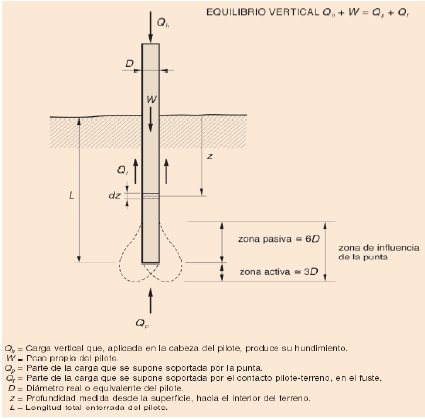 EQUILIBRIO VERTICAL Qh + W = Qp + Qf
Qh
D
W
z
Qf
L
dz
zona pasiva ≃ 6D
zona de influencia
de la punta
zona activa ≃ 3D
Qp
Qh = Carga vertical que, aplicada en la cabeza del pilote, produce su hundimiento.
W = Peso propio del pilote.
Qp = Parte de la carga que se supone soportada por la punta.
Qf = Parte de la carga que se supone soportada por el contacto pilote-terreno, en el fuste.
D = Diámetro real o equivalente del pilote.
z = Profundidad medida desde la superficie, hacia el interior del terreno.
L = Longitud total enterrada del pilote.